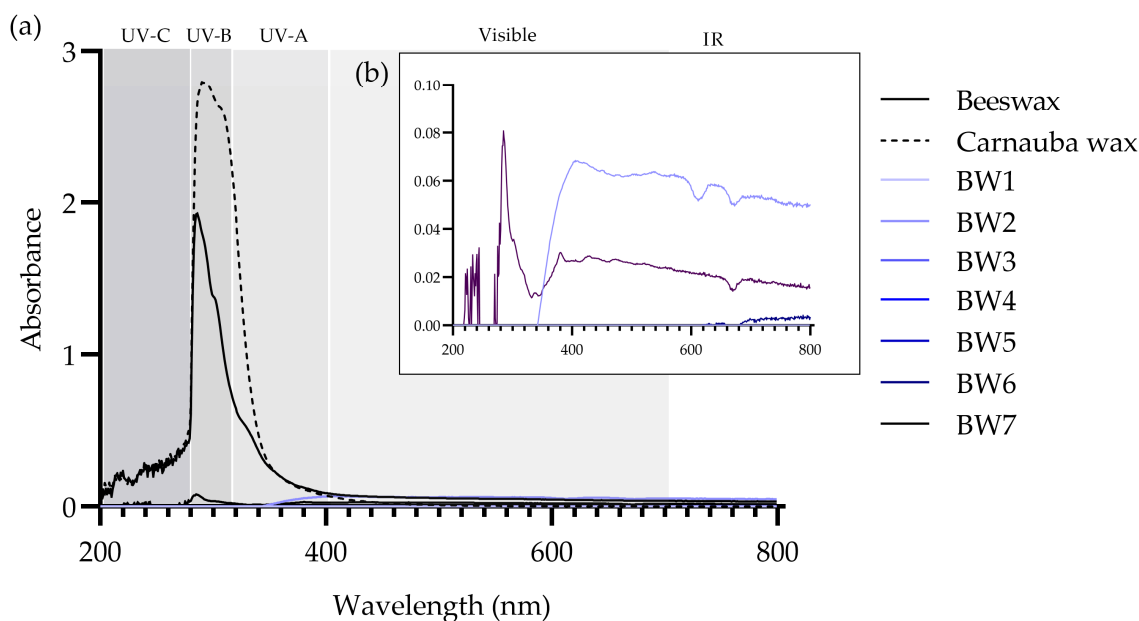 (a)
UV-C UV-B UV-A Visible IR
3
2
1
0
Absorbance
200 400 600 800
Wavelength (nm)
(b)
0.10
0.08
0.06
0.04
0.02
0.00
200 400 600 800
Beeswax
Carnauba wax
BW1
BW2
BW3
BW4
BW5
BW6
BW7